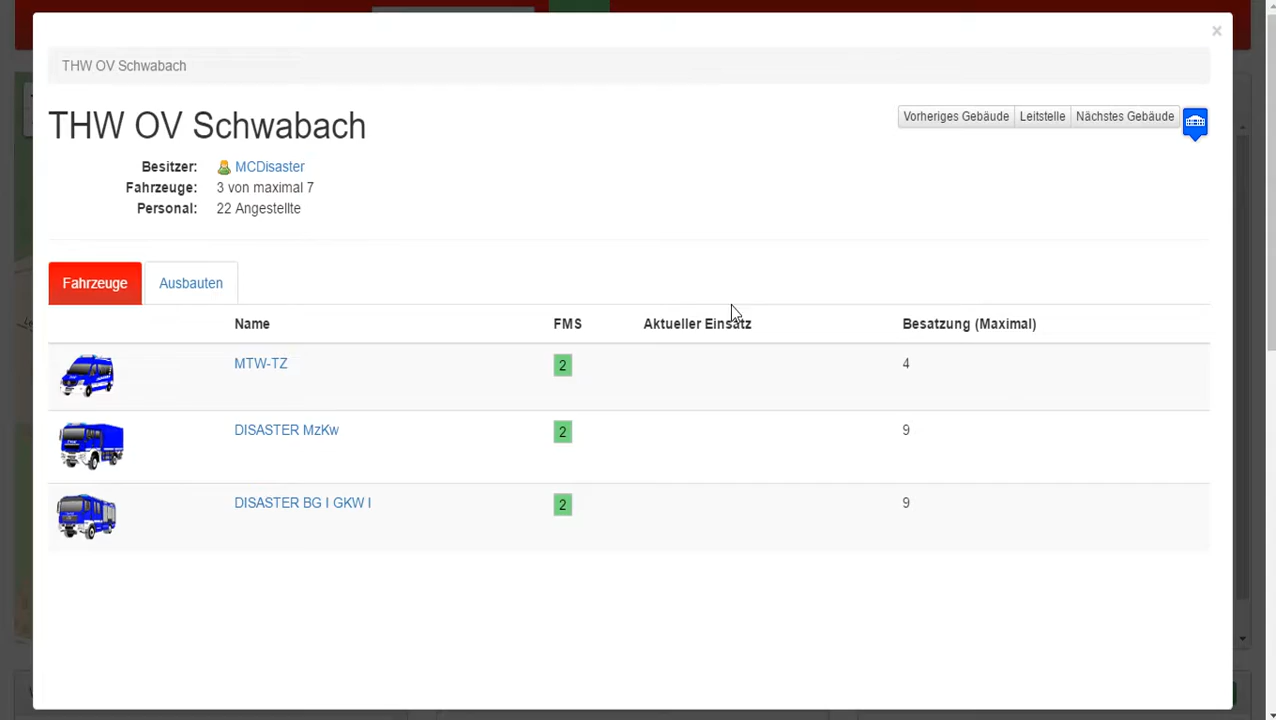 ×
THW OV Schwabach
THW OV Schwabach
Vorheriges Gebäude Leitstelle Nächstes Gebäude
Besitzer: MCDisaster
Fahrzeuge: 3 von maximal 7
Personal: 22 Angestellte
Fahrzeuge Ausbauten
Name FMS Aktueller Einsatz Besatzung (Maximal)
MTW-TZ 2 4
DISASTER MzKw 2 9
DISASTER BG I GKW I 2 9